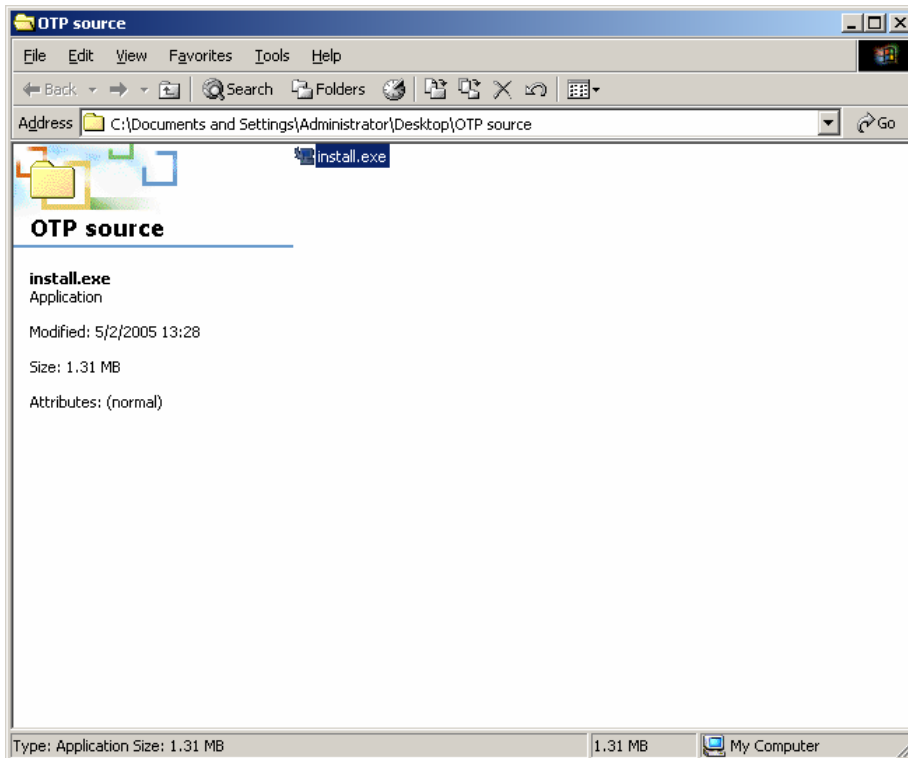 OTP source
File Edit View Favorites Tools Help
Back Search Folders
Address C:\Documents and Settings\Administrator\Desktop\OTP source Go
install.exe
OTP source
install.exe
Application
Modified: 5/2/2005 13:28
Size: 1.31 MB
Attributes: (normal)
Type: Application Size: 1.31 MB 1.31 MB My Computer